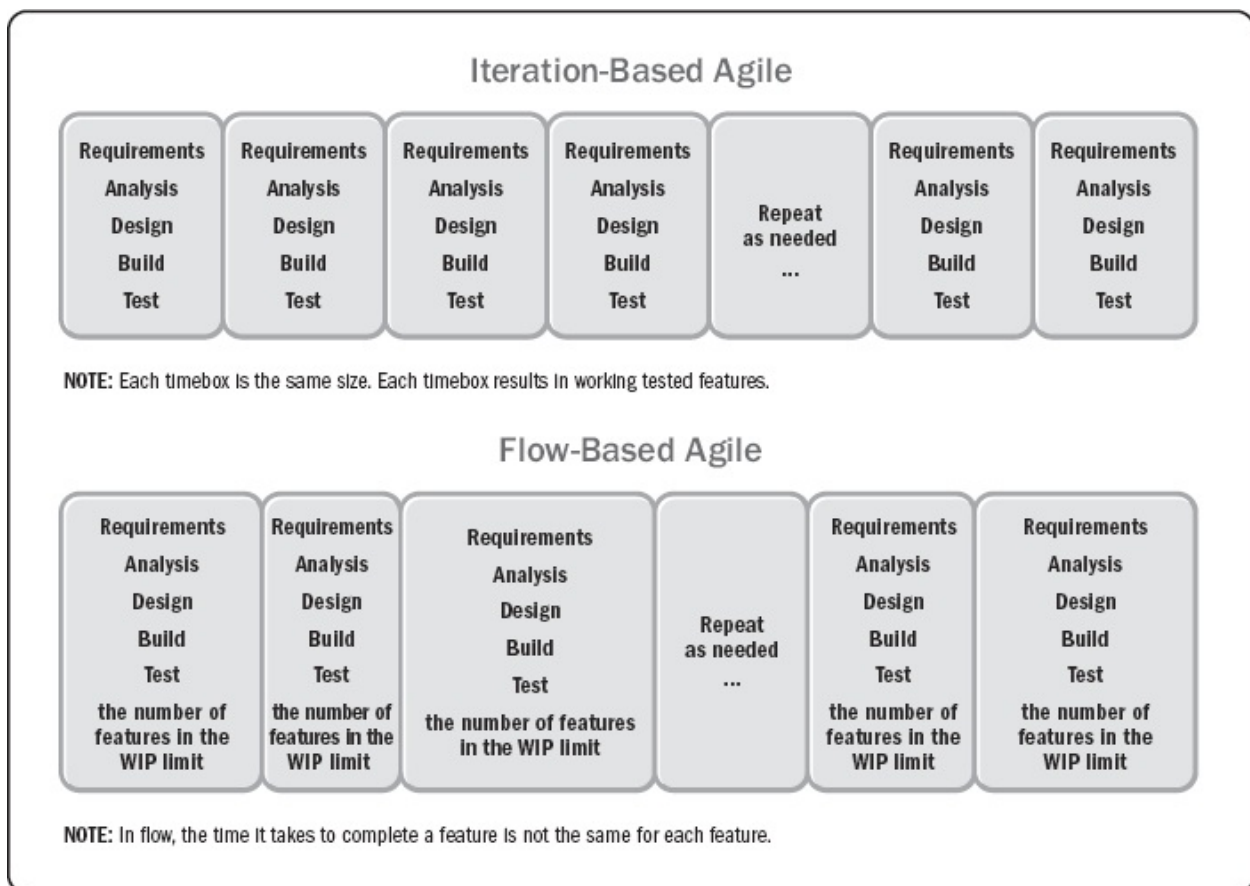 Iteration-Based Agile
Requirements
Analysis
Design
Build
Test
Requirements
Analysis
Design
Build
Test
Requirements
Analysis
Design
Build
Test
Requirements
Analysis
Design
Build
Test
Repeat
as needed
...
Requirements
Analysis
Design
Build
Test
Requirements
Analysis
Design
Build
Test
NOTE: Each timebox is the same size. Each timebox results in working tested features.
Flow-Based Agile
Requirements
Analysis
Design
Build
Test
the number of
features in the
WIP limit
Requirements
Analysis
Design
Build
Test
the number of
features in the
WIP limit
Requirements
Analysis
Design
Build
Test
the number of features
in the WIP limit
Repeat
as needed
...
Requirements
Analysis
Design
Build
Test
the number of
features in the
WIP limit
Requirements
Analysis
Design
Build
Test
the number of
features in the
WIP limit
NOTE: In flow, the time it takes to complete a feature is not the same for each feature.